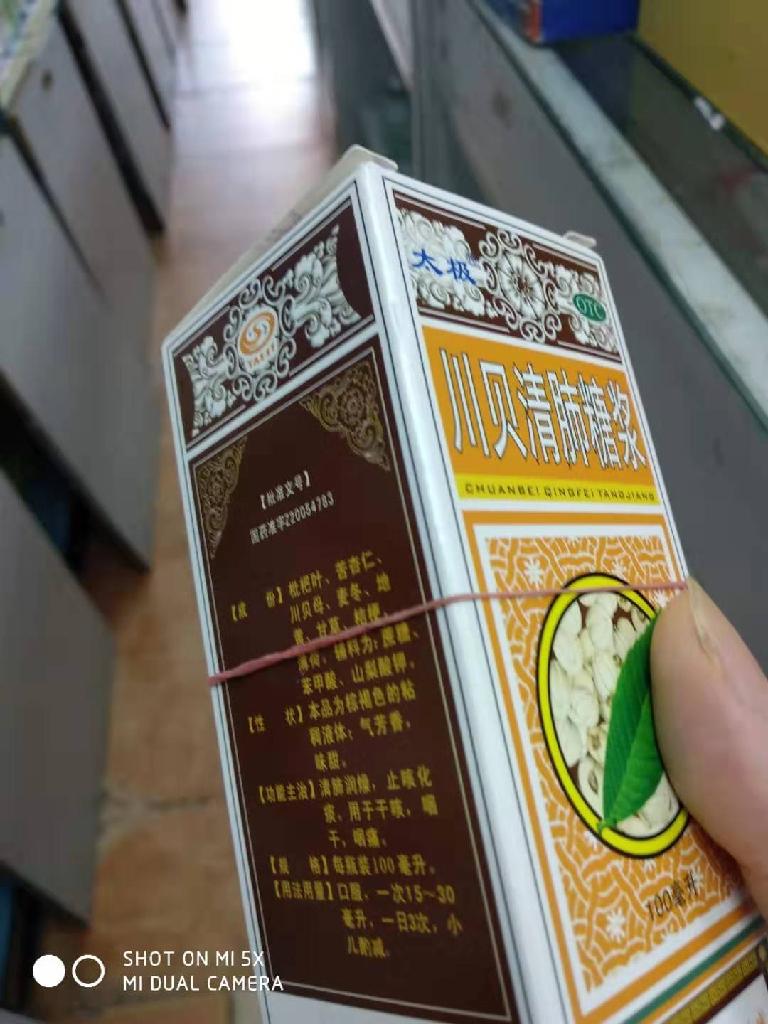 太极
OTC
川贝清肺糖浆
CHUANBEI QINGFEI TANGJIANG
100毫升
TAIJI
【批准文号】
国药准字Z20054783
【成 份】枇杷叶、苦杏仁、
川贝母、麦冬、地
黄、甘草、桔梗、
薄荷。辅料为:蔗糖、
苯甲酸、山梨酸钾。
【性 状】本品为棕褐色的粘
稠液体;气芳香,
味甜。
【功能主治】清肺润燥,止咳化
痰。用于干咳,咽
干,咽痛。
【规 格】每瓶装100毫升。
【用法用量】口服。一次15~30
毫升,一日3次,小
儿酌减。
SHOT ON MI 5X
MI DUAL CAMERA